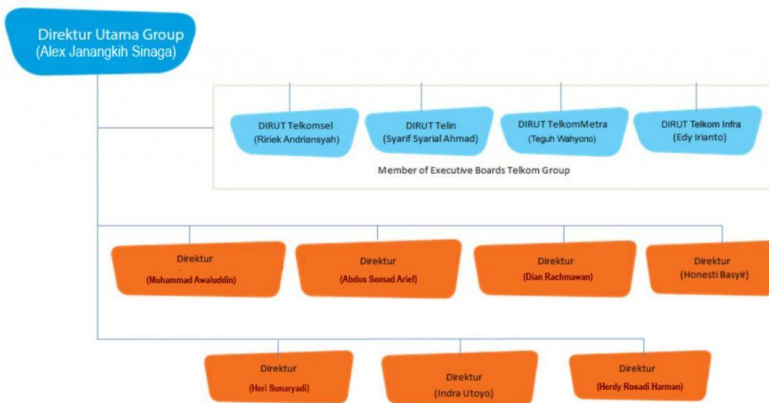 Direktur Utama Group
(Alex Janangkih Sinaga)
DIRUT Telkomsel
(Ririek Andriansyah)
DIRUT Telin
(Syarif Syarial Ahmad)
DIRUT TelkomMetra
(Teguh Wahyono)
DIRUT Telkom Infra
(Edy Irianto)
Member of Executive Boards Telkom Group
Direktur
(Muhammad Awaluddin)
Direktur
(Abdus Somad Arief)
Direktur
(Dian Rachmawan)
Direktur
(Honesti Basyir)
Direktur
(Heri Sunaryadi)
Direktur
(Indra Utoyo)
Direktur
(Herdy Rosadi Harman)